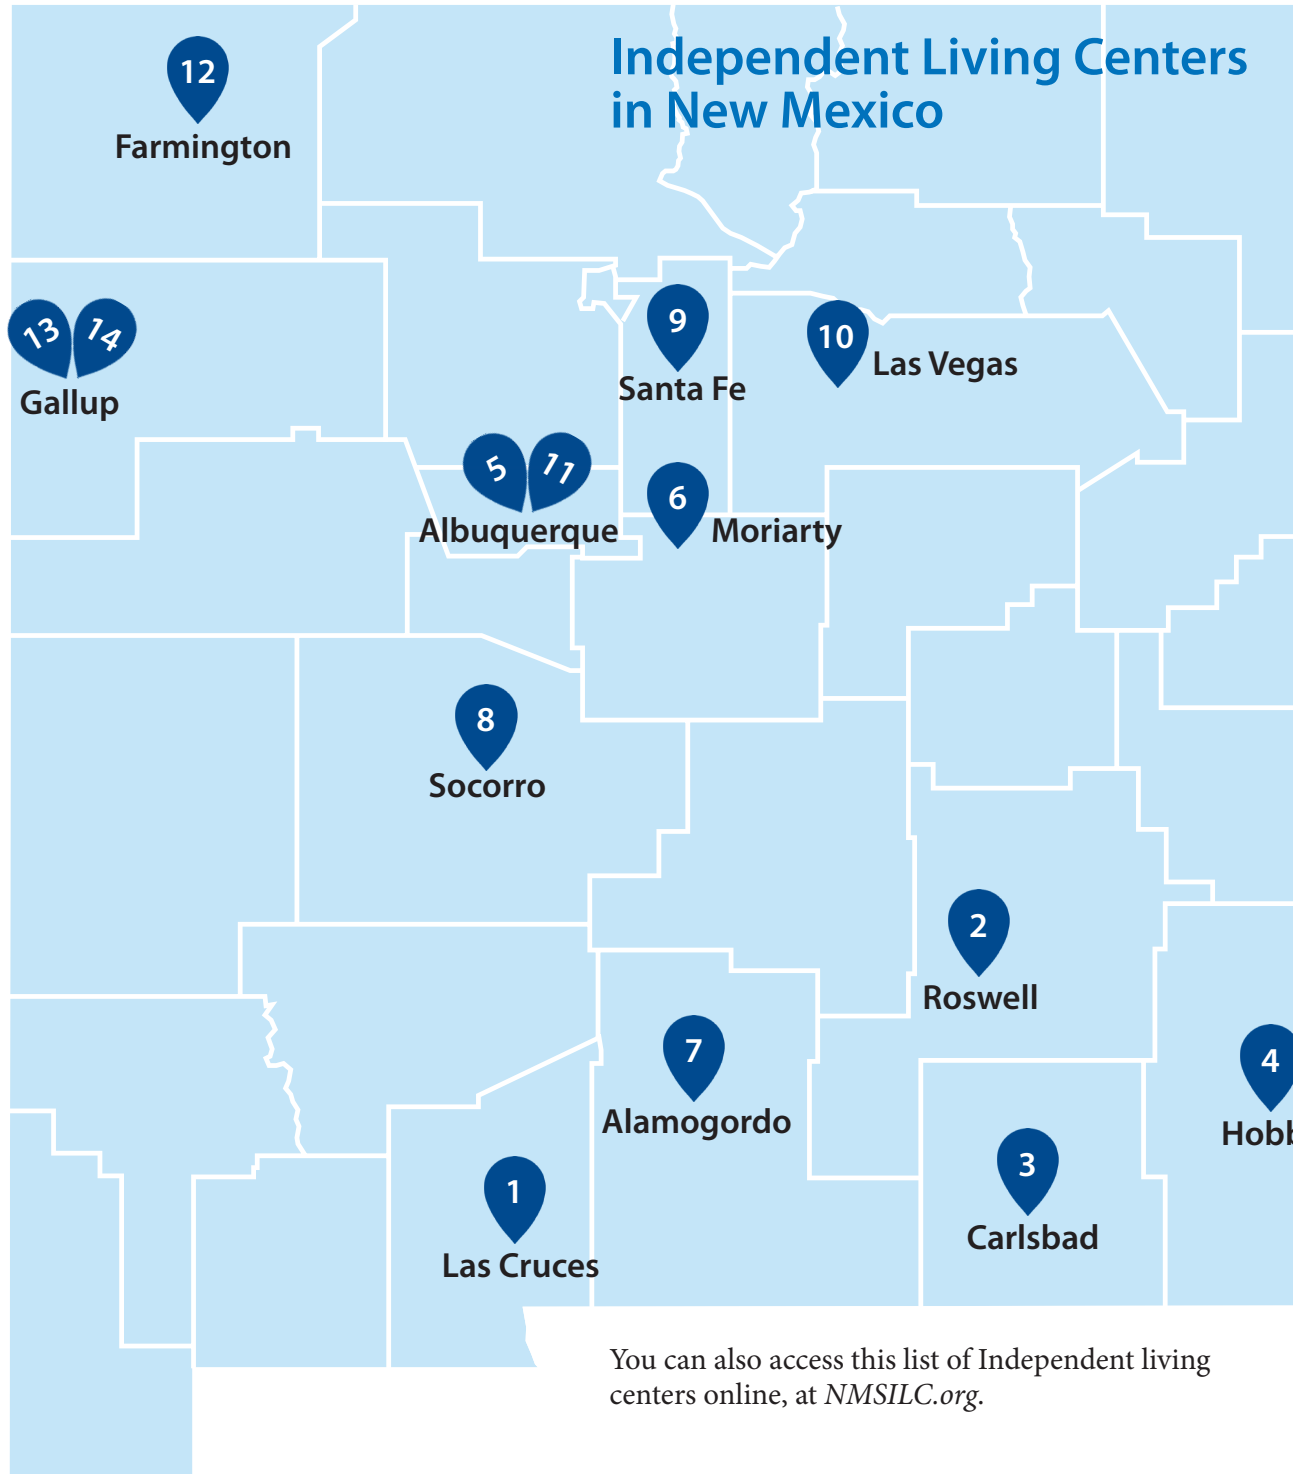 Independent Living Centers
in New Mexico
12
Farmington
13 14
Gallup
9
Santa Fe
10
Las Vegas
5 11
Albuquerque
6
Moriarty
8
Socorro
2
Roswell
7
Alamogordo
4
Hobb
3
Carlsbad
1
Las Cruces
You can also access this list of Independent living
centers online, at NMSILC.org.